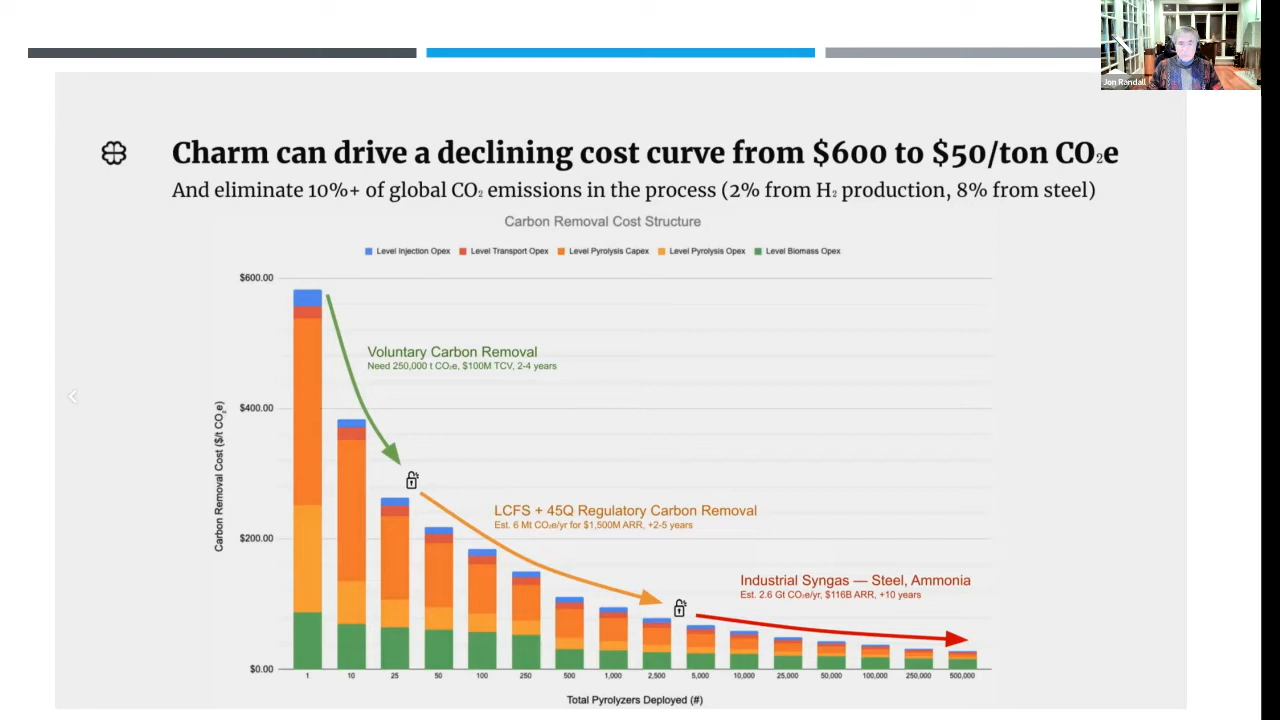 Jon Randall
Charm can drive a declining cost curve from $600 to $50/ton CO₂e
And eliminate 10%+ of global CO₂ emissions in the process (2% from H₂ production, 8% from steel)
Carbon Removal Cost Structure
Level Injection Opex Level Transport Opex Level Pyrolysis Capex Level Pyrolysis Opex Level Biomass Opex
$600.00
Voluntary Carbon Removal
Need 250,000 t CO₂e, $100M TCV, 2-4 years
$400.00
Carbon Removal Cost ($/t CO₂e)
LCFS + 45Q Regulatory Carbon Removal
Est. 6 Mt CO₂e/yr for $1,500M ARR, +2-5 years
$200.00
Industrial Syngas — Steel, Ammonia
Est. 2.6 Gt CO₂e/yr, $116B ARR, +10 years
$0.00
1 10 25 50 100 250 500 1,000 2,500 5,000 10,000 25,000 50,000 100,000 250,000 500,000
Total Pyrolyzers Deployed (#)